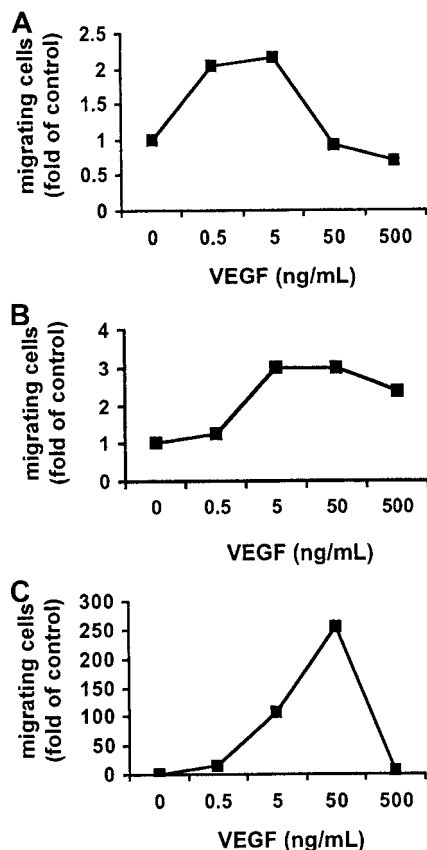 A
migrating cells
(fold of control)
2.5
2
1.5
1
0.5
0
0 0.5 5 50 500
VEGF (ng/mL)
B
migrating cells
(fold of control)
4
3
2
1
0
0 0.5 5 50 500
VEGF (ng/mL)
C
migrating cells
(fold of control)
300
250
200
150
100
50
0
0 0.5 5 50 500
VEGF (ng/mL)